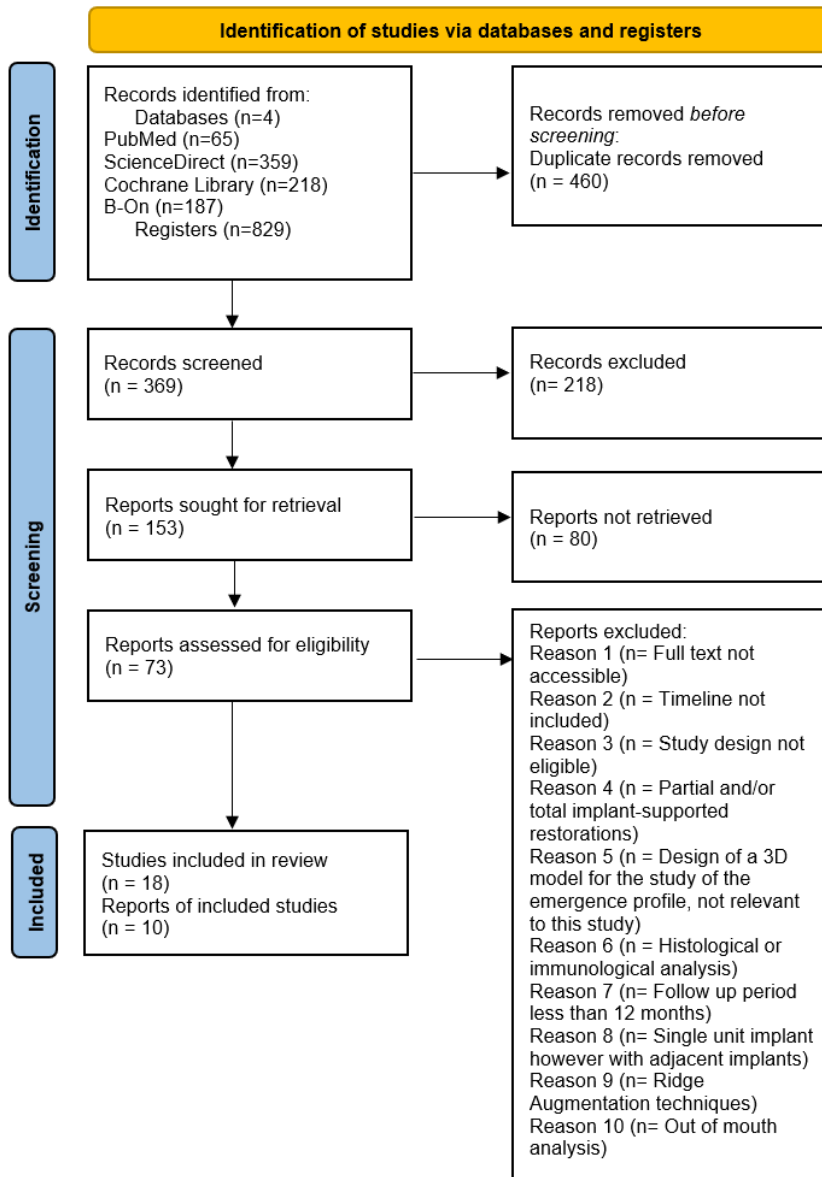 Identification of studies via databases and registers
Identification
Records identified from:
Databases (n=4)
PubMed (n=65)
ScienceDirect (n=359)
Cochrane Library (n=218)
B-On (n=187)
Registers (n=829)
Records removed before
screening:
Duplicate records removed
(n = 460)
Screening
Records screened
(n = 369)
Records excluded
(n= 218)
Reports sought for retrieval
(n = 153)
Reports not retrieved
(n = 80)
Reports assessed for eligibility
(n = 73)
Reports excluded:
Reason 1 (n= Full text not
accessible)
Reason 2 (n = Timeline not
included)
Reason 3 (n = Study design not
eligible)
Reason 4 (n = Partial and/or
total implant-supported
restorations)
Reason 5 (n = Design of a 3D
model for the study of the
emergence profile, not relevant
to this study)
Reason 6 (n = Histological or
immunological analysis)
Reason 7 (n= Follow up period
less than 12 months)
Reason 8 (n= Single unit implant
however with adjacent implants)
Reason 9 (n= Ridge
Augmentation techniques)
Reason 10 (n= Out of mouth
analysis)
Included
Studies included in review
(n = 18)
Reports of included studies
(n = 10)